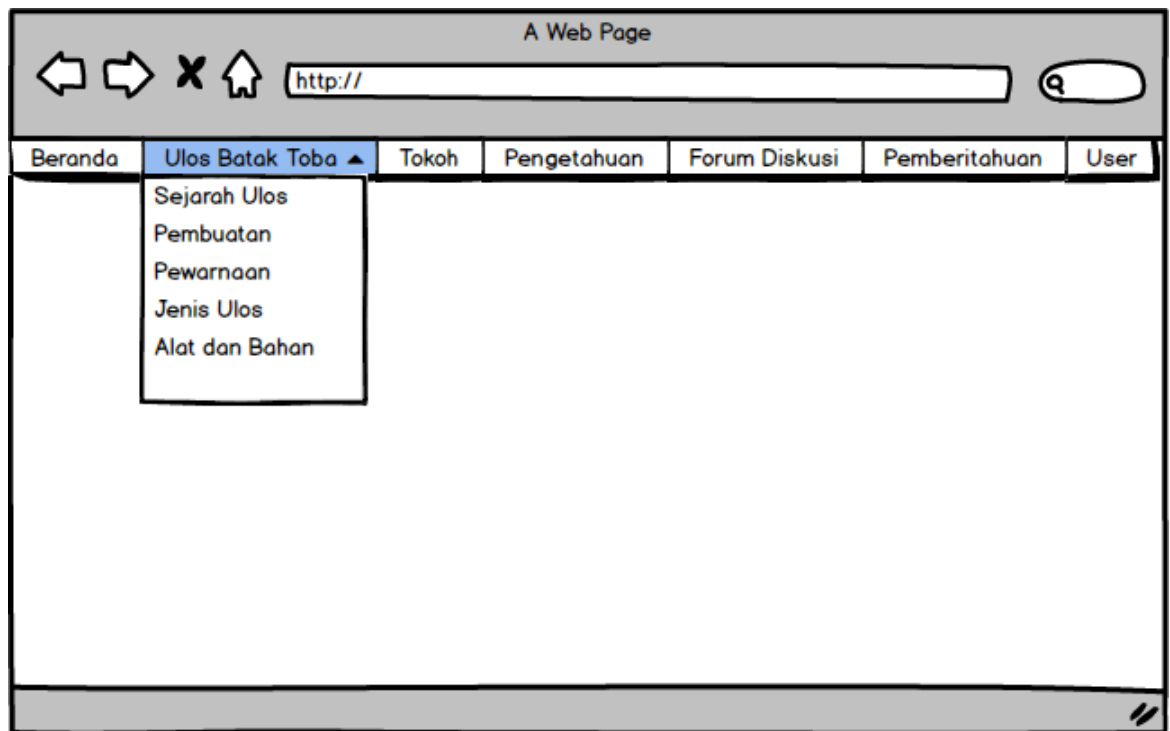 A Web Page
http://
Beranda Ulos Batak Toba Tokoh Pengetahuan Forum Diskusi Pemberitahuan User
Sejarah Ulos
Pembuatan
Pewarnaan
Jenis Ulos
Alat dan Bahan